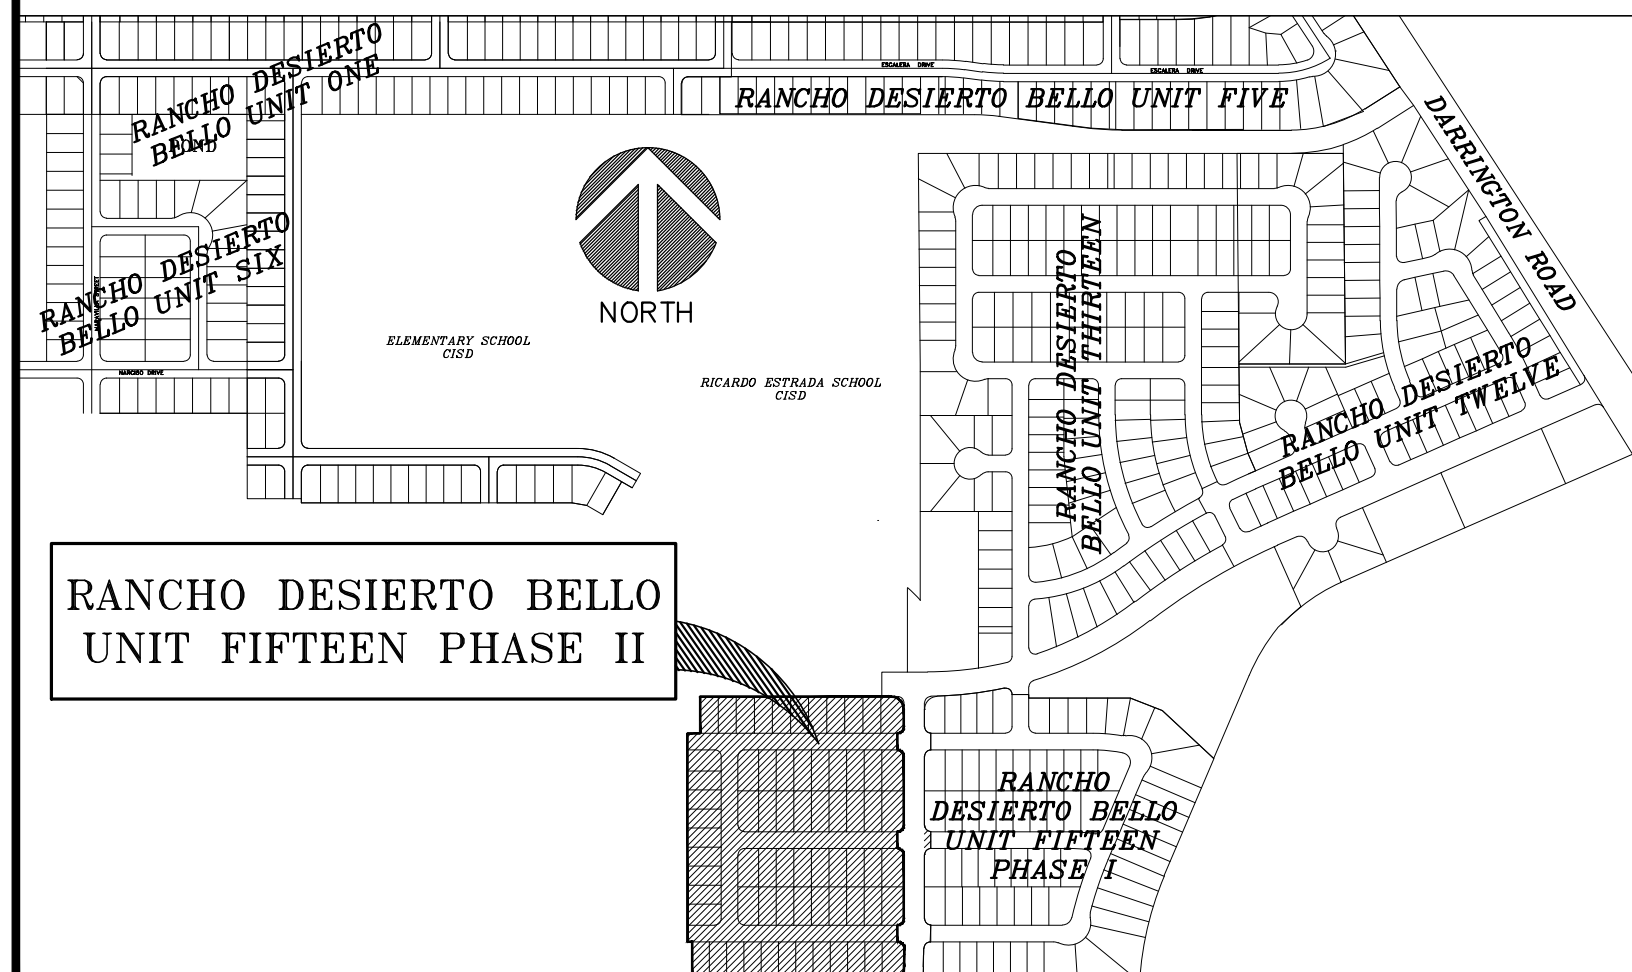 RANCHO DESIERTO
BELLO UNIT ONE
POND
ESCALERA DRIVE
ESCALERA DRIVE
RANCHO DESIERTO BELLO UNIT FIVE
DARRINGTON ROAD
RANCHO DESIERTO
BELLO UNIT SIX
NARCISO DRIVE
NORTH
ELEMENTARY SCHOOL
CISD
RICARDO ESTRADA SCHOOL
CISD
RANCHO DESIERTO
BELLO UNIT THIRTEEN
RANCHO DESIERTO
BELLO UNIT TWELVE
RANCHO DESIERTO BELLO
UNIT FIFTEEN PHASE II
RANCHO
DESIERTO BELLO
UNIT FIFTEEN
PHASE I